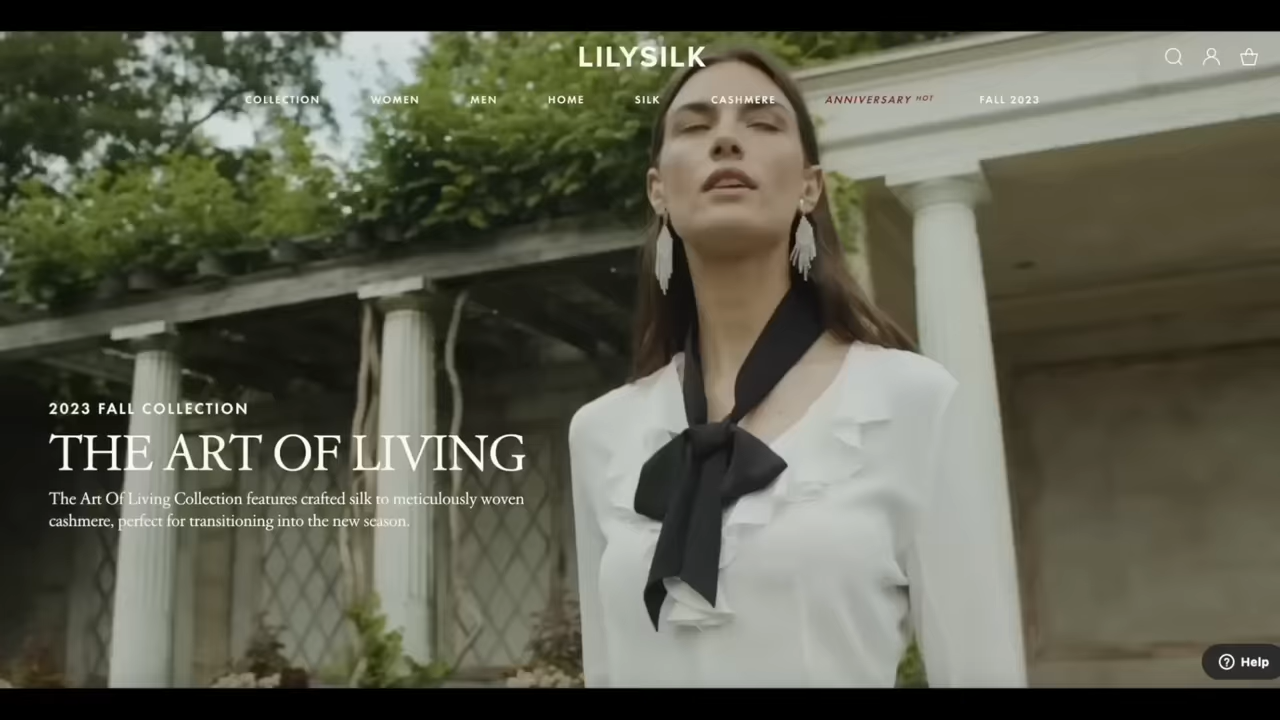 LILYSILK
COLLECTION WOMEN MEN HOME SILK CASHMERE ANNIVERSARY HOT FALL 2023
2023 FALL COLLECTION
THE ART OF LIVING
The Art Of Living Collection features crafted silk to meticulously woven
cashmere, perfect for transitioning into the new season.
Help